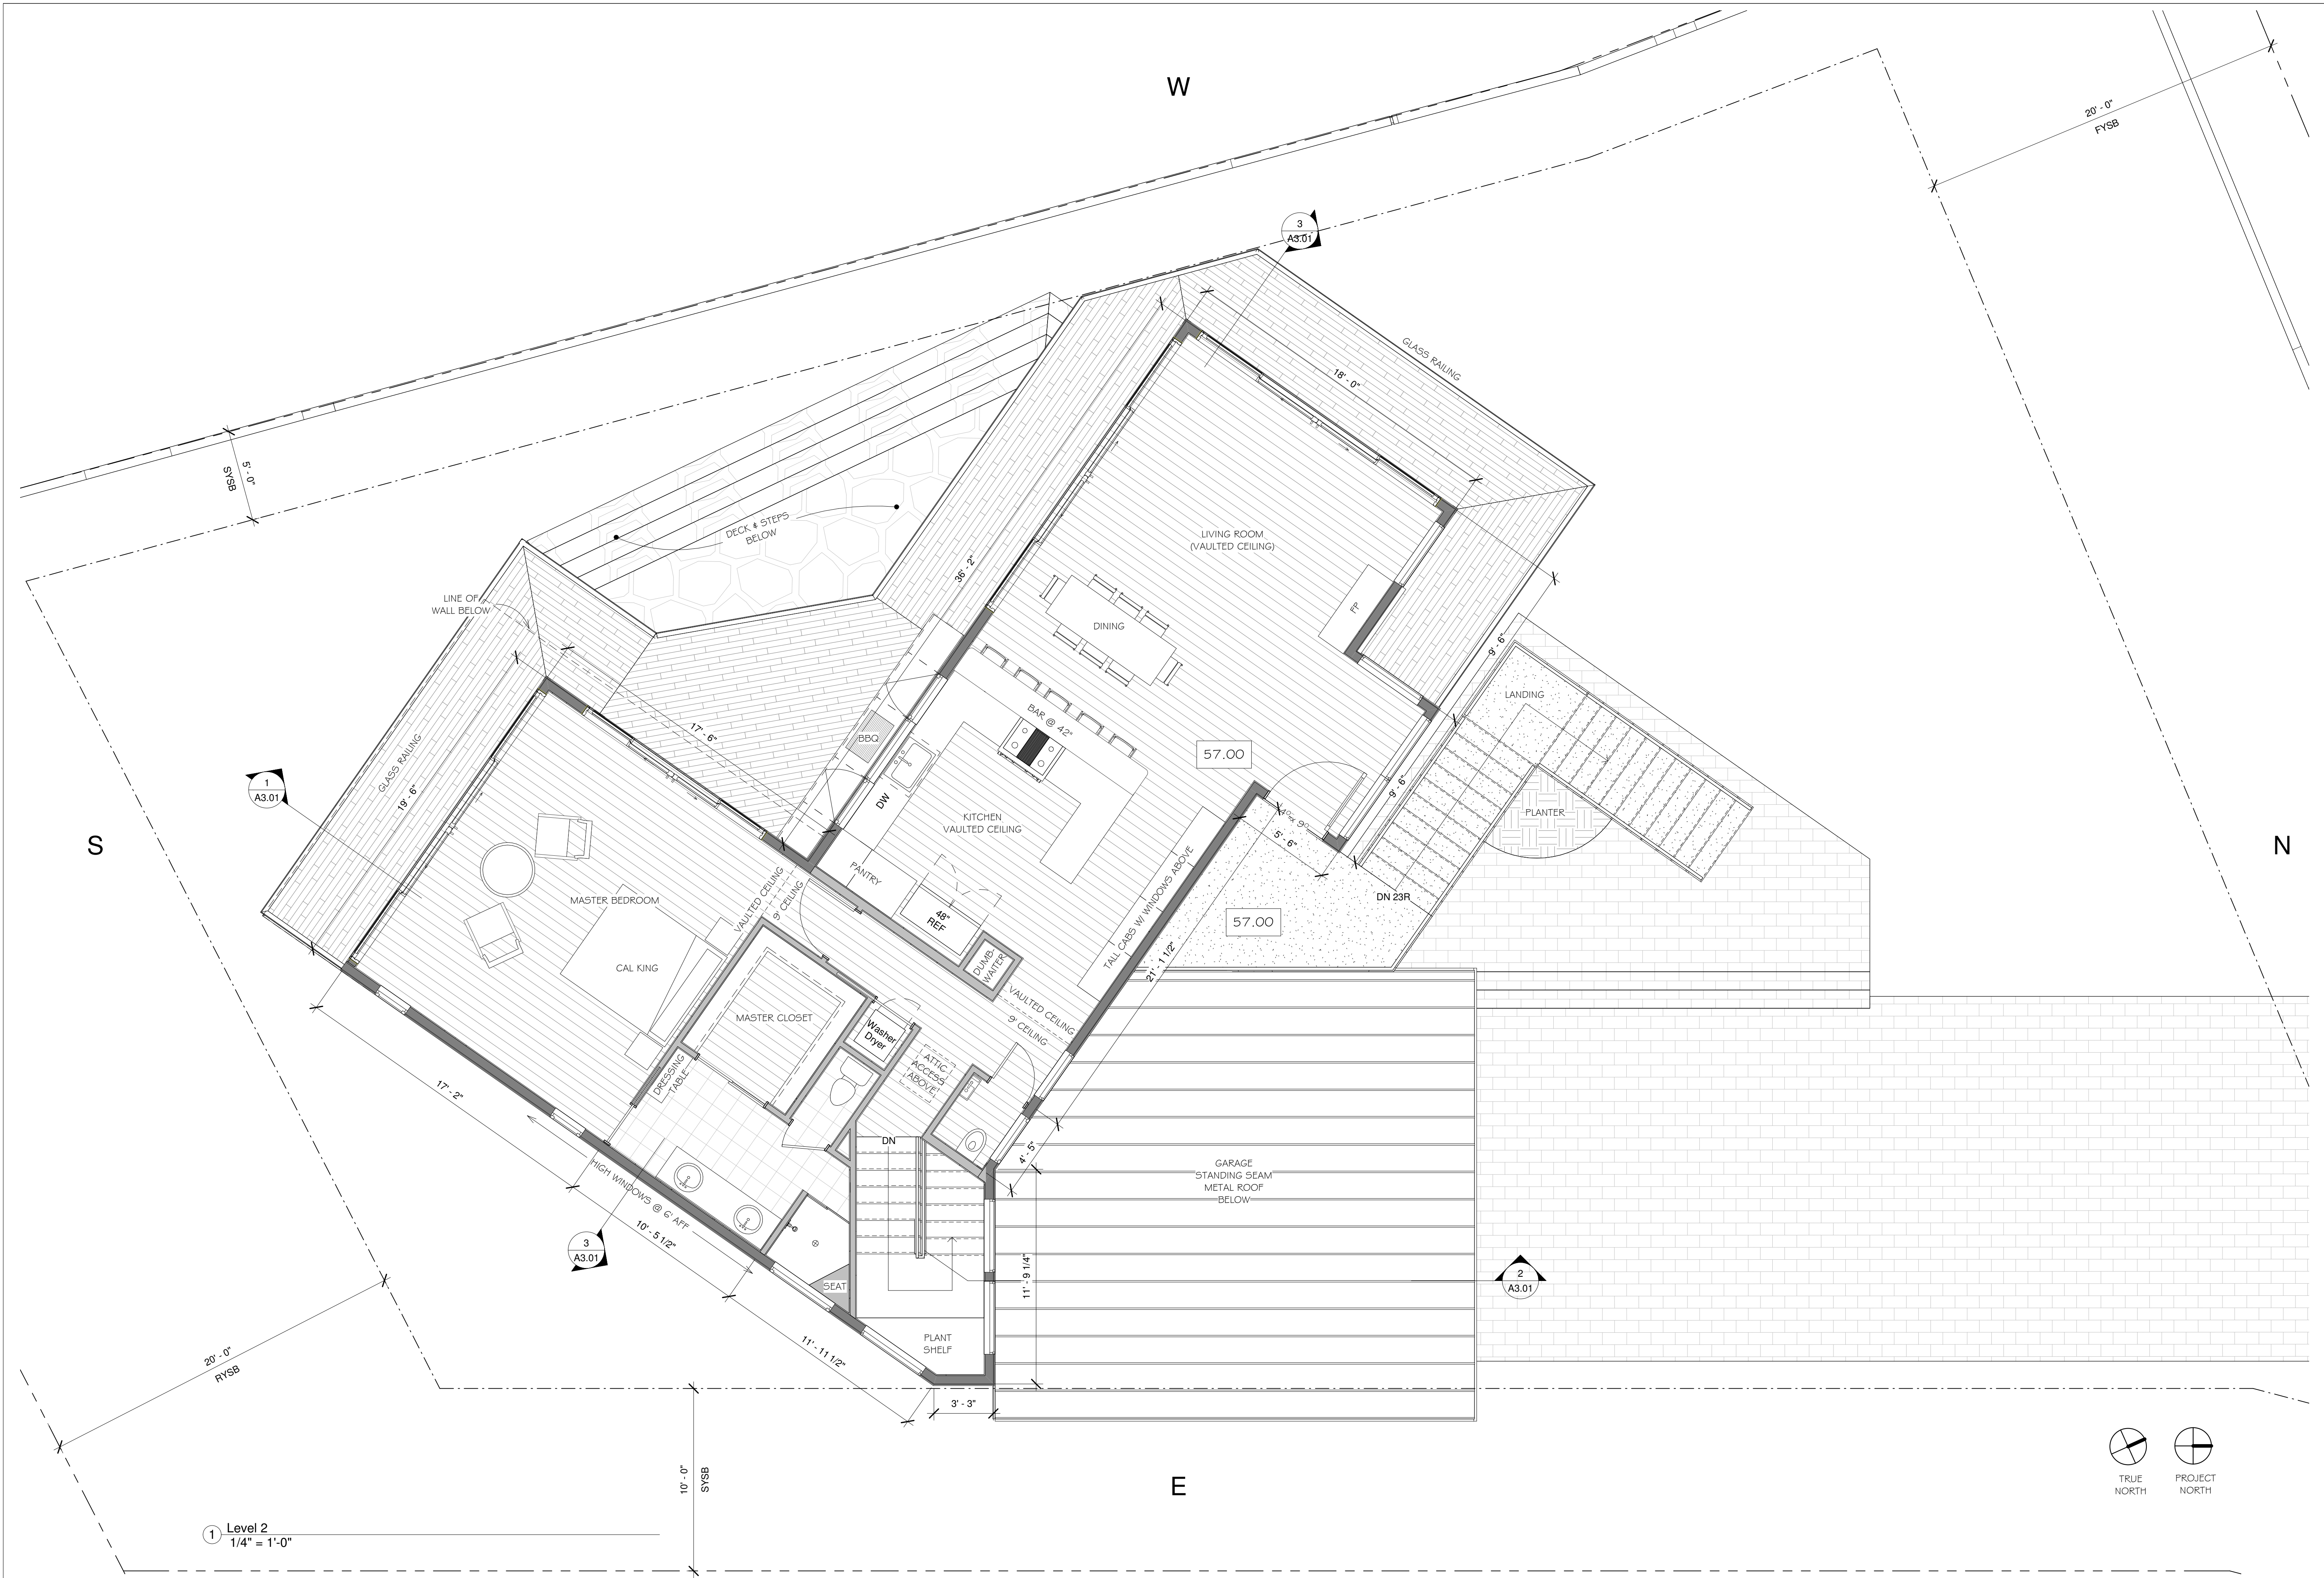 W
20' - 0"
FYSB
3
A3.01
GLASS RAILING
18' - 0"
5' - 0"
SYSB
DECK & STEPS
BELOW
LIVING ROOM
(VAULTED CEILING)
36' - 2"
LINE OF
WALL BELOW
FP
DINING
9' - 6"
LANDING
BAR @ 42"
17' - 6"
BBQ
57.00
GLASS RAILING
19' - 6"
1
A3.01
DW
9' - 6"
4⁰ x 9⁰
5' - 6"
PLANTER
KITCHEN
VAULTED CEILING
S
N
PANTRY
MASTER BEDROOM
VAULTED CEILING
9' CEILING
48"
REF
TALL CABS W/ WINDOWS ABOVE
DN 23R
57.00
21' - 1 1/2"
CAL KING
DUMB
WAITER
MASTER CLOSET
VAULTED CEILING
9' CEILING
Washer
Dryer
DRESSING
TABLE
ATTIC
ACCESS
ABOVE
17' - 2"
DN
4' - 5"
GARAGE
STANDING SEAM
METAL ROOF
BELOW
HIGH WINDOWS @ 6' AFF
10' - 5 1/2"
3
A3.01
11' - 9 1/4"
2
A3.01
SEAT
PLANT
SHELF
11' - 11 1/2"
20' - 0"
RYSB
3' - 3"
10' - 0"
SYSB
E
TRUE
NORTH
PROJECT
NORTH
1
Level 2
1/4" = 1'-0"